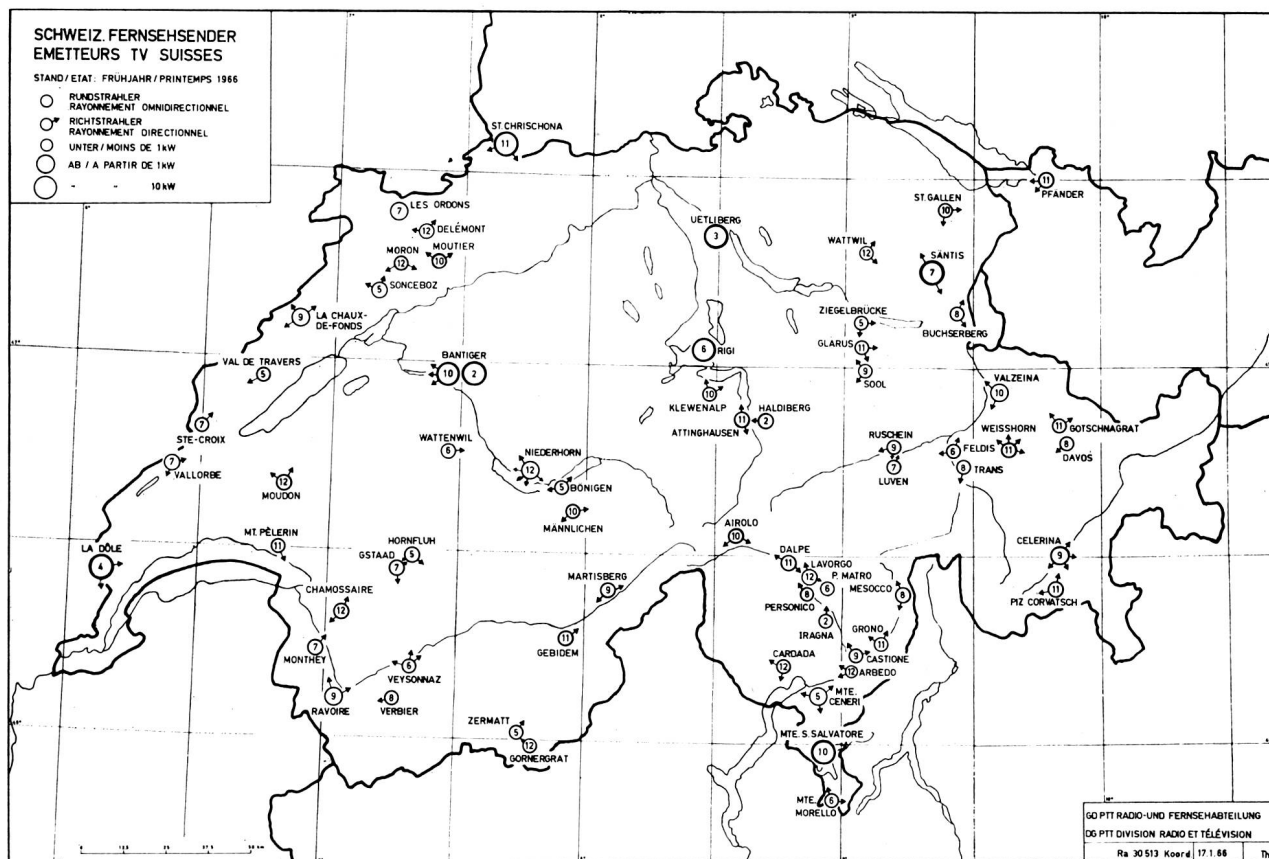 SCHWEIZ. FERNSEHSENDER
EMETTEURS TV SUISSES
STAND / ETAT: FRÜHJAHR / PRINTEMPS 1966
RUNDSTRAHLER
RAYONNEMENT OMNIDIRECTIONNEL
RICHTSTRAHLER
RAYONNEMENT DIRECTIONNEL
UNTER / MOINS DE 1 kW
AB / A PARTIR DE 1 kW
" " 10 kW
ST. CHRISCHONA
11
11
PFÄNDER
7
LES ORDONS
ST. GALLEN
10
12
DELÉMONT
UETLIBERG
3
MORON
12
MOUTIER
10
WATTWIL
12
SÄNTIS
7
5
SONCEBOZ
9
LA CHAUX-
DE-FONDS
ZIEGELBRÜCKE
5
8
BUCHSERBERG
GLARUS
11
6
RIGI
BANTIGER
10
2
VAL DE TRAVERS
5
9
SOOL
VALZEINA
10
10
KLEWENALP
HALDIBERG
2
11
ATTINGHAUSEN
7
STE-CROIX
WEISSHORN
11
11
GOTSCHNAGRAT
8
DAVOS
WATTENWIL
6
RUSCHEIN
9
6
FELDIS
7
VALLORBE
NIEDERHORN
12
7
LUVEN
8
TRANS
12
MOUDON
5
BÖNIGEN
10
MÄNNLICHEN
MT. PÈLERIN
11
AIROLO
10
LA DÔLE
4
HORNFLUH
5
GSTAAD
7
DALPE
11
CELERINA
9
LAVORGO
12
P. MATRO
6
MESOCCO
8
MARTISBERG
9
CHAMOSSAIRE
12
8
PERSONICO
11
PIZ CORVATSCH
2
IRAGNA
7
MONTHEY
11
GEBIDEM
GRONO
11
9
CASTIONE
CARDADA
12
12
ARBEDO
6
VEYSONNAZ
9
RAVOIRE
8
VERBIER
5
MTE.
CENERI
ZERMATT
5
12
GORNERGRAT
MTE. S. SALVATORE
10
MTE.
MORELLO
6
GD PTT RADIO- UND FERNSEHABTEILUNG
DG PTT DIVISION RADIO ET TÉLÉVISION
Ra 30 513 Koord 17.1.66 Th